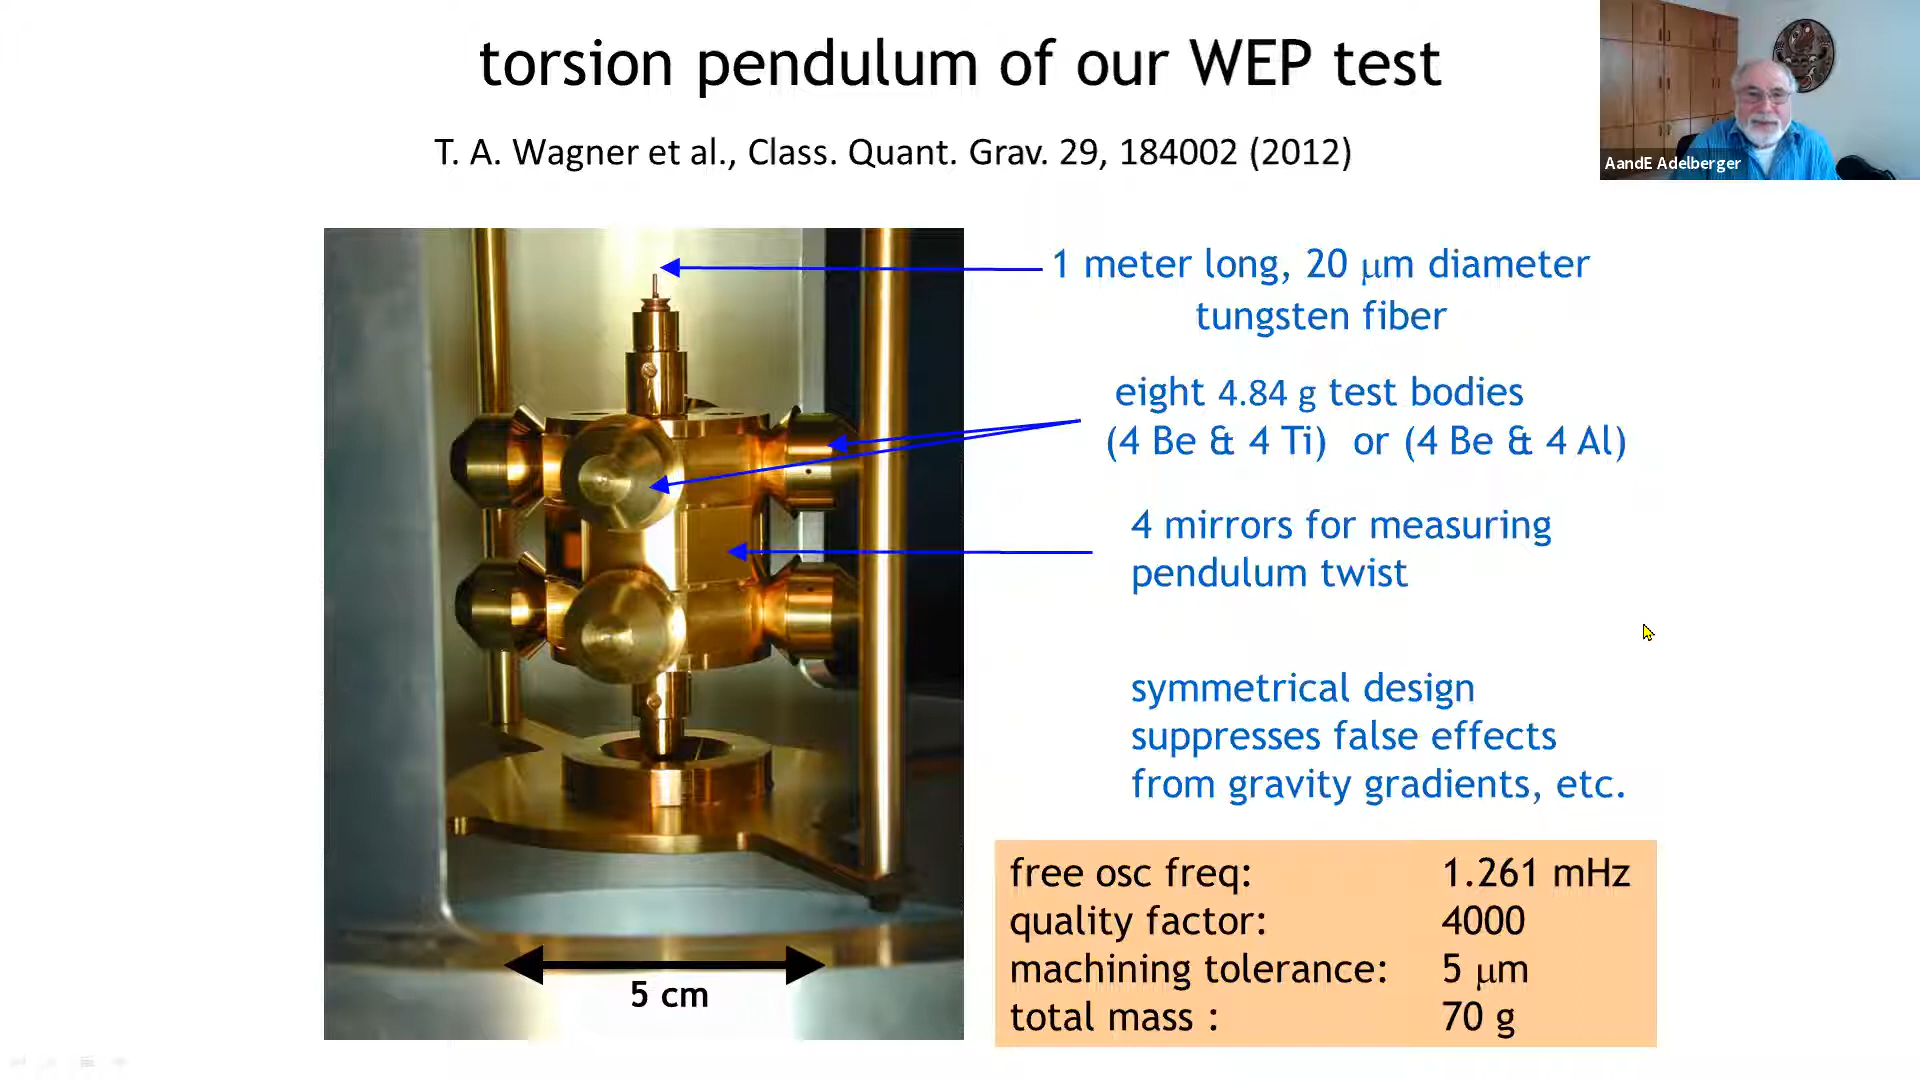 torsion pendulum of our WEP test
T. A. Wagner et al., Class. Quant. Grav. 29, 184002 (2012)
AandE Adelberger
1 meter long, 20 μm diameter
tungsten fiber
eight 4.84 g test bodies
(4 Be & 4 Ti) or (4 Be & 4 Al)
4 mirrors for measuring
pendulum twist
symmetrical design
suppresses false effects
from gravity gradients, etc.
free osc freq: 1.261 mHz
quality factor: 4000
machining tolerance: 5 μm
total mass : 70 g
5 cm